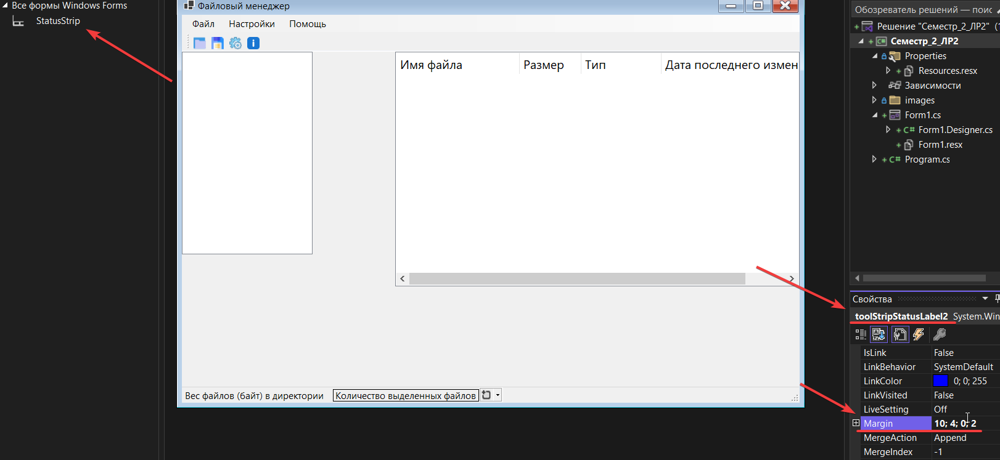 Все формы Windows Forms
StatusStrip
Файловый менеджер
Файл Настройки Помощь
Имя файла Размер Тип Дата последнего измен
Вес файлов (байт) в директории Количество выделенных файлов
Обозреватель решений — поис
Решение "Семестр_2_ЛР2" (1
Семестр_2_ЛР2
Properties
Resources.resx
Зависимости
images
Form1.cs
C# Form1.Designer.cs
Form1.resx
C# Program.cs
Свойства
toolStripStatusLabel2 System.Win
IsLink False
LinkBehavior SystemDefault
LinkColor 0; 0; 255
LinkVisited False
LiveSetting Off
Margin 10; 4; 0; 2
MergeAction Append
MergeIndex -1